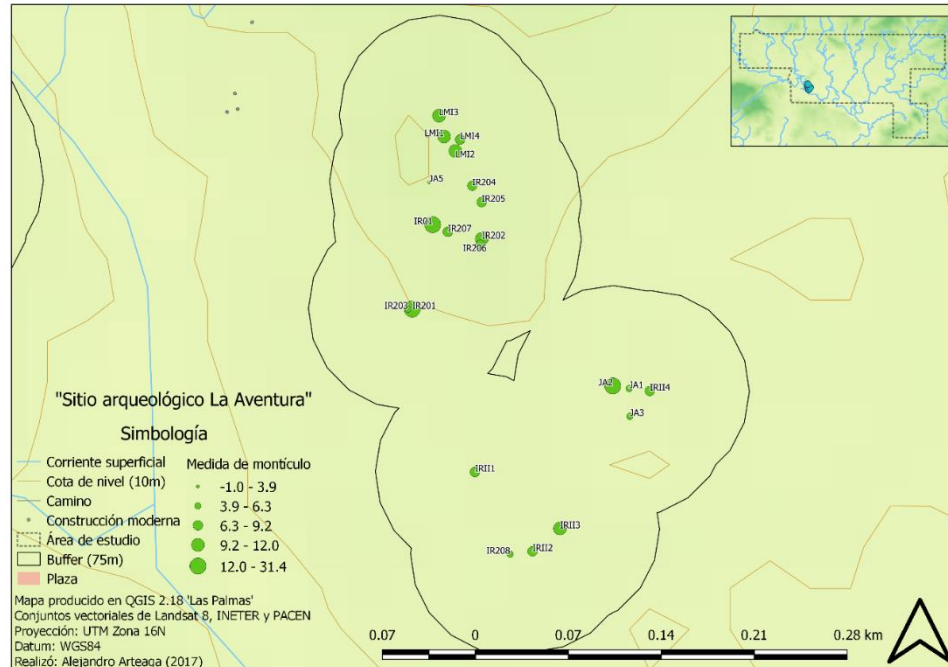 LMI3
LMI1
LMI4
LMI2
JA5
IR204
IR205
IR01
IR207
IR202
IR206
IR203
IR201
JA2
JA1
IRII4
JA3
IRII1
IRII3
IR208
IRII2
"Sitio arqueológico La Aventura"
Simbología
Corriente superficial
Cota de nivel (10m)
Camino
Construcción moderna
Área de estudio
Buffer (75m)
Plaza
Medida de montículo
-1.0 - 3.9
3.9 - 6.3
6.3 - 9.2
9.2 - 12.0
12.0 - 31.4
Mapa producido en QGIS 2.18 'Las Palmas'
Conjuntos vectoriales de Landsat 8, INETER y PACEN
Proyección: UTM Zona 16N
Datum: WGS84
Realizó: Alejandro Arteaga (2017)
0.07 0 0.07 0.14 0.21 0.28 km